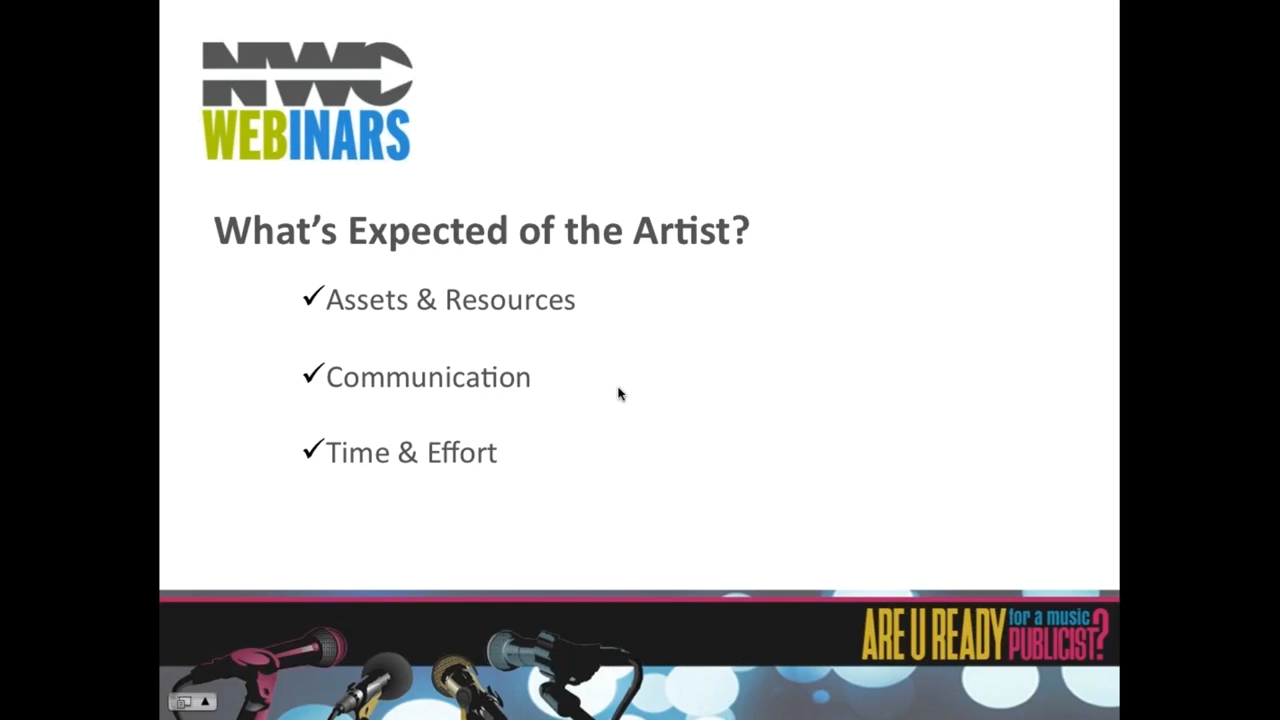 NWC
WEBINARS
What's Expected of the Artist?
✓Assets & Resources
✓Communication
✓Time & Effort
ARE U READY for a music PUBLICIST?